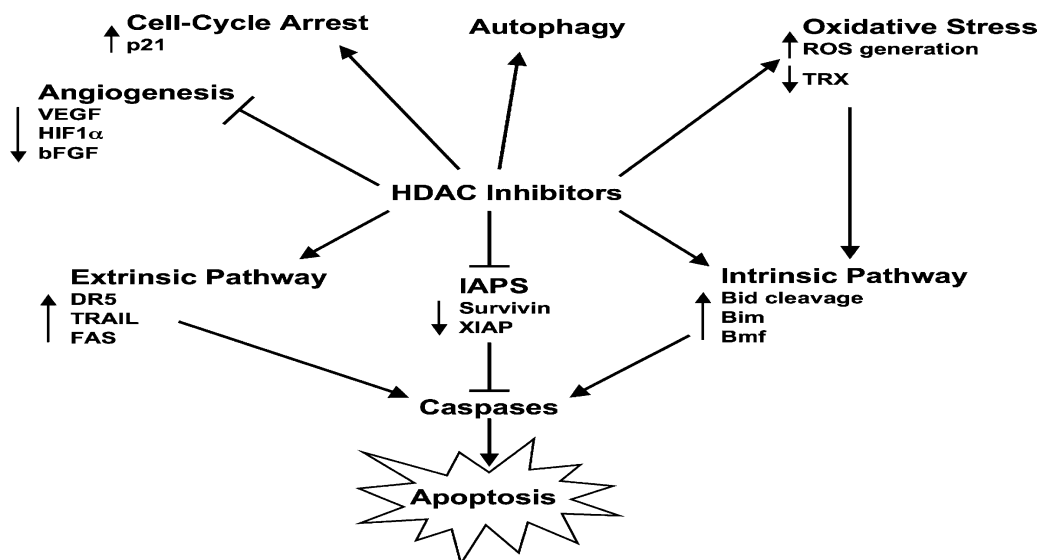 Cell-Cycle Arrest
p21
Autophagy
Oxidative Stress
ROS generation
TRX
Angiogenesis
VEGF
HIF1α
bFGF
HDAC Inhibitors
Extrinsic Pathway
DR5
TRAIL
FAS
IAPS
Survivin
XIAP
Intrinsic Pathway
Bid cleavage
Bim
Bmf
Caspases
Apoptosis